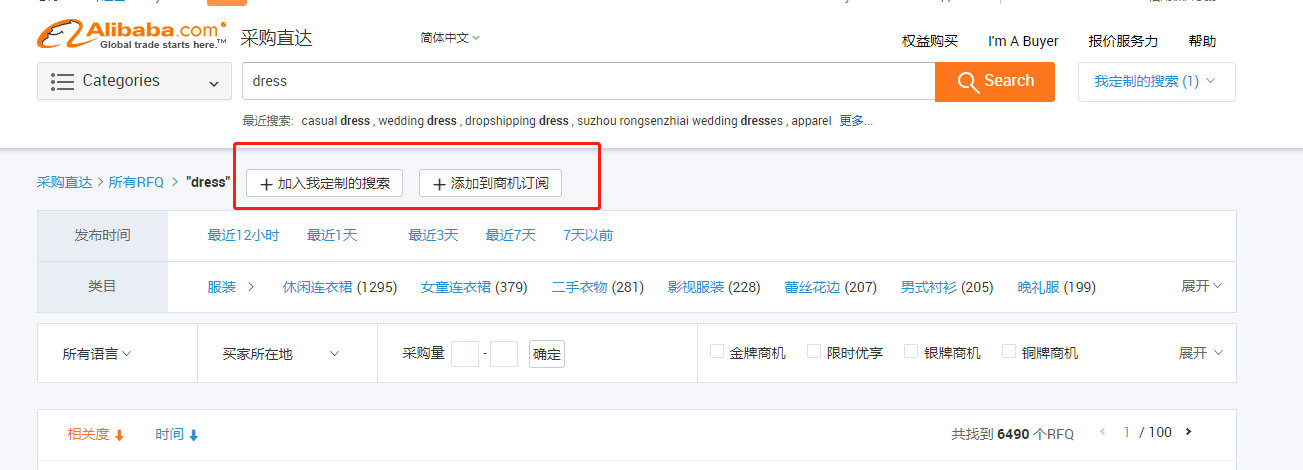 Alibaba.com
Global trade starts here.™
采购直达
简体中文
权益购买 I'm A Buyer 报价服务力 帮助
Categories
dress
Search
我定制的搜索 (1)
最近搜索: casual dress , wedding dress , dropshipping dress , suzhou rongsenzhiai wedding dresses , apparel 更多...
采购直达 > 所有RFQ > "dress" + 加入我定制的搜索 + 添加到商机订阅
发布时间 最近12小时 最近1天 最近3天 最近7天 7天以前
类目 服装 > 休闲连衣裙 (1295) 女童连衣裙 (379) 二手衣物 (281) 影视服装 (228) 蕾丝花边 (207) 男式衬衫 (205) 晚礼服 (199) 展开
所有语言 买家所在地 采购量 - 确定 金牌商机 限时优享 银牌商机 铜牌商机 展开
相关度 时间 共找到 6490 个RFQ 1 / 100